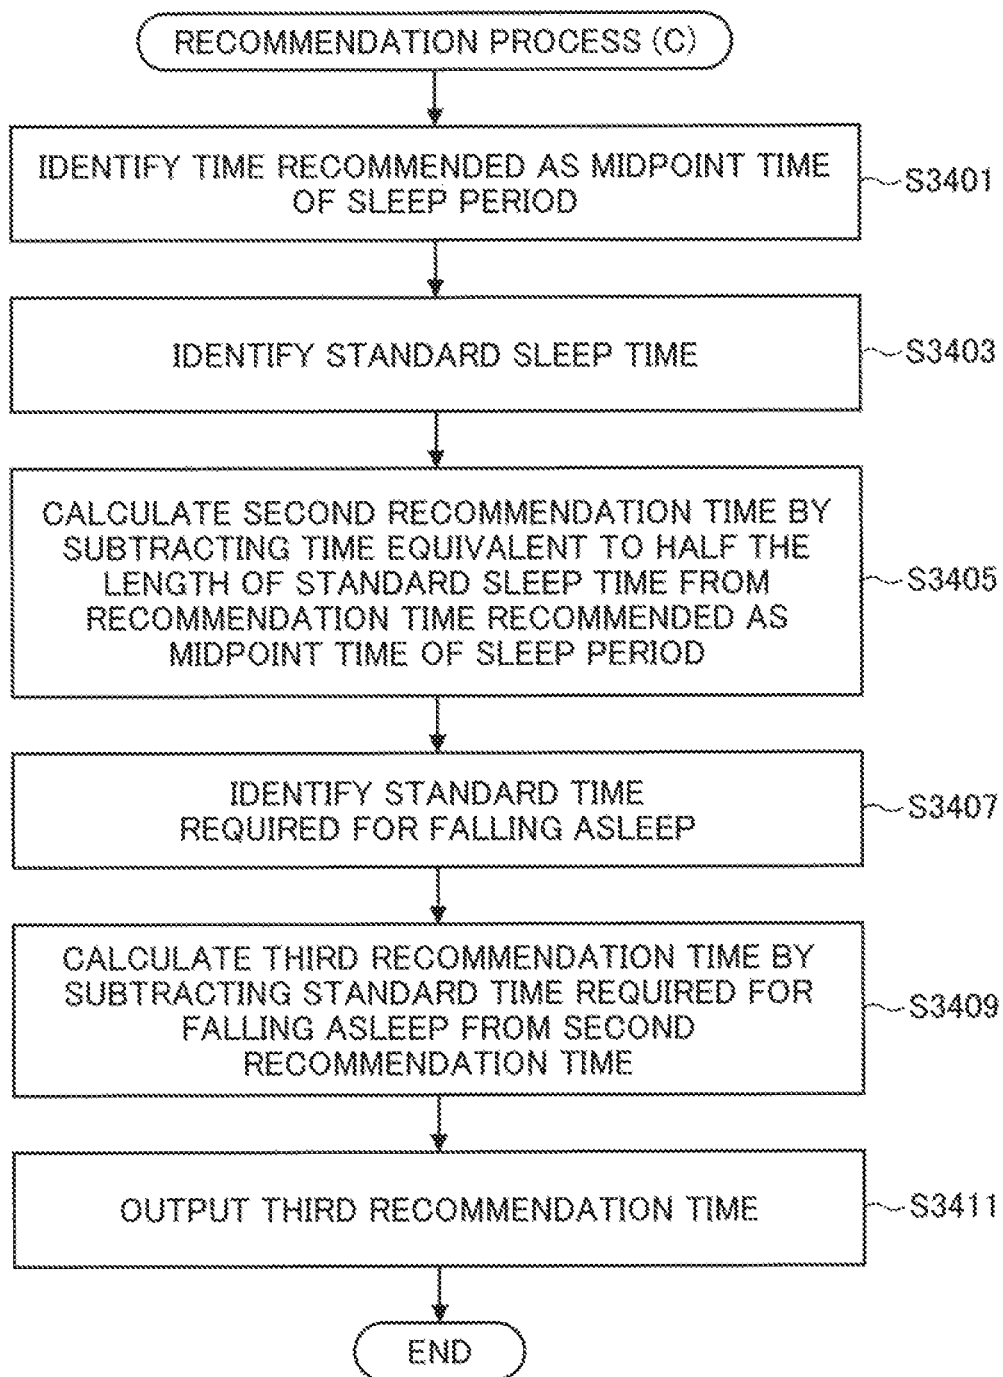 RECOMMENDATION PROCESS (C)
IDENTIFY TIME RECOMMENDED AS MIDPOINT TIME
OF SLEEP PERIOD
S3401
IDENTIFY STANDARD SLEEP TIME
S3403
CALCULATE SECOND RECOMMENDATION TIME BY
SUBTRACTING TIME EQUIVALENT TO HALF THE
LENGTH OF STANDARD SLEEP TIME FROM
RECOMMENDATION TIME RECOMMENDED AS
MIDPOINT TIME OF SLEEP PERIOD
S3405
IDENTIFY STANDARD TIME
REQUIRED FOR FALLING ASLEEP
S3407
CALCULATE THIRD RECOMMENDATION TIME BY
SUBTRACTING STANDARD TIME REQUIRED FOR
FALLING ASLEEP FROM SECOND
RECOMMENDATION TIME
S3409
OUTPUT THIRD RECOMMENDATION TIME
S3411
END